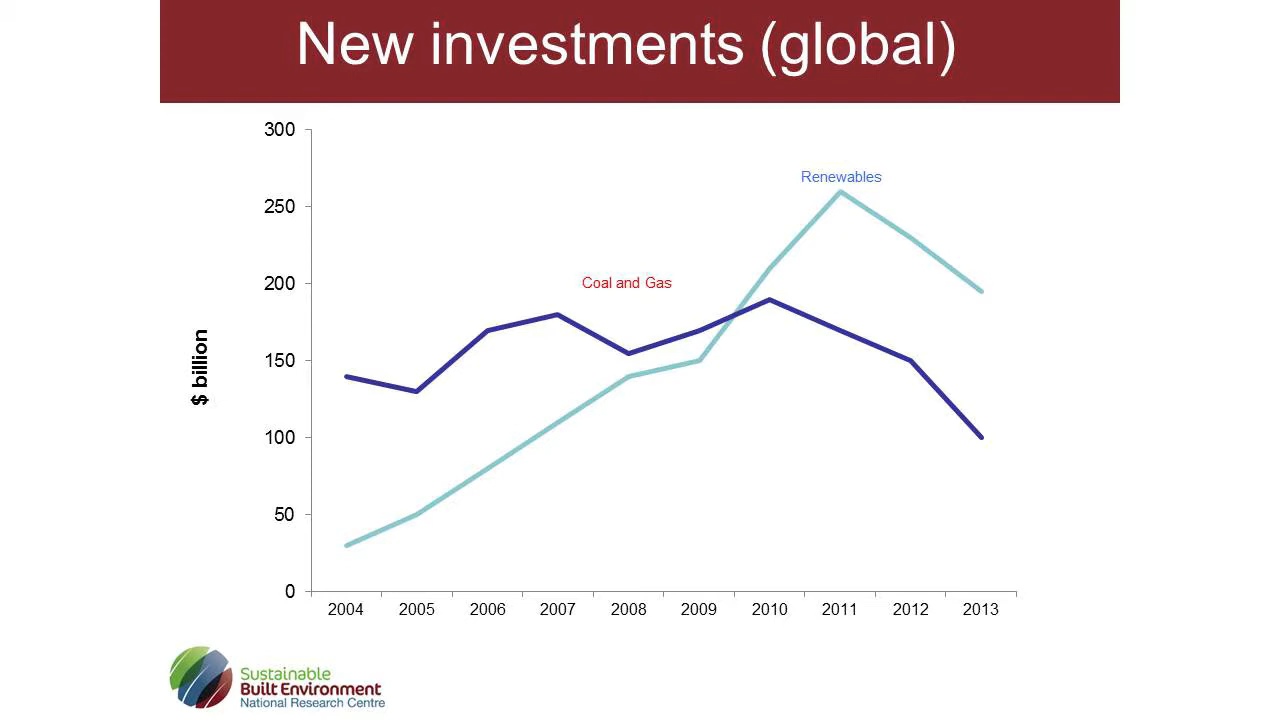 New investments (global)
300
Renewables
250
200
Coal and Gas
150
$ billion
100
50
0
2004 2005 2006 2007 2008 2009 2010 2011 2012 2013
Sustainable
Built Environment
National Research Centre